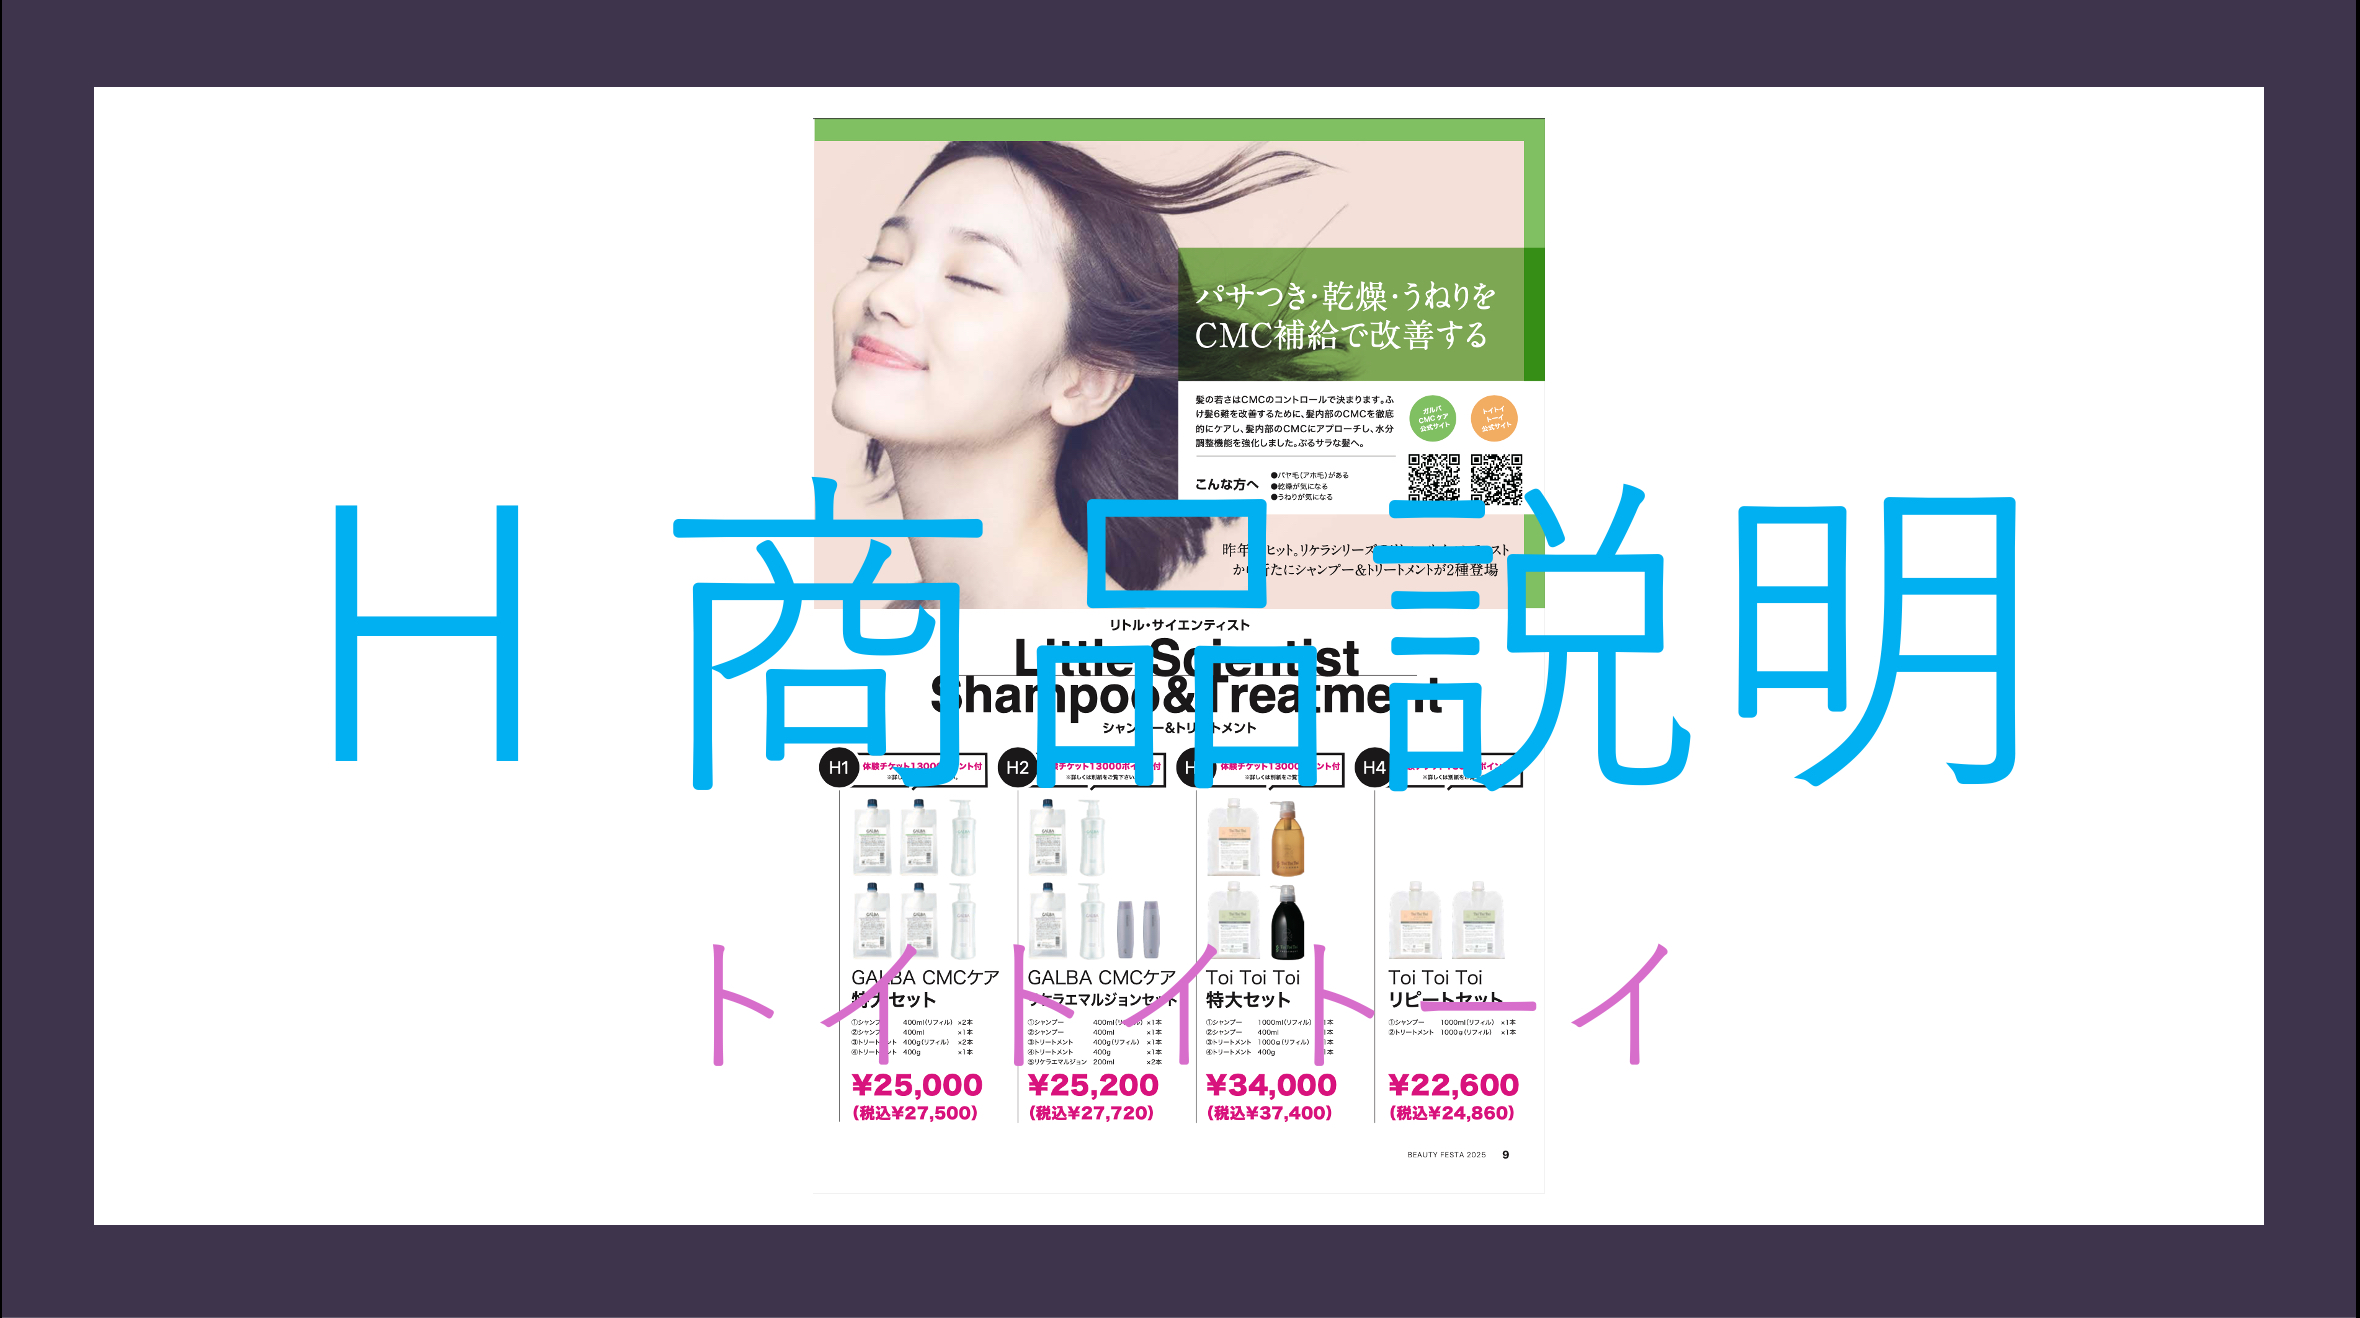 パサつき・乾燥・うねりを
CMC補給で改善する
髪の若さはCMCのコントロールで決まります。ふ
け髪6難を改善するために、髪内部のCMCを徹底
的にケアし、髪内部のCMCにアプローチし、水分
調整機能を強化しました。ぷるサラな髪へ。
ガルバ
CMCケア
公式サイト
トイトイ
トーイ
公式サイト
こんな方へ
●パヤ毛(アホ毛)がある
●乾燥が気になる
●うねりが気になる
H 商品説明
昨年 ヒット。リケラシリーズ
から新たにシャンプー&トリートメントが2種登場
リトル・サイエンティスト
Little Scientist
Shampoo&Treatment
シャンプー&トリートメント
H1 体験チケット13000ポイント付
H2 体験チケット13000ポイント付
※詳しくは別紙をご覧下さい。
体験チケット13000ポイント付
H4
GALBA CMCケア
特大セット
①シャンプー 400ml(リフィル) ×2本
②シャンプー 400ml ×1本
③トリートメント 400g(リフィル) ×2本
④トリートメント 400g ×1本
¥25,000
(税込¥27,500)
GALBA CMCケア
リケラエマルジョンセット
①シャンプー 400ml(リフィル) ×1本
②シャンプー 400ml ×1本
③トリートメント 400g(リフィル) ×1本
④トリートメント 400g ×1本
⑤リケラエマルジョン 200ml ×2本
¥25,200
(税込¥27,720)
Toi Toi Toi
特大セット
①シャンプー 1000ml(リフィル) 1本
②シャンプー 400ml 1本
③トリートメント 1000g(リフィル) 1本
④トリートメント 400g 1本
¥34,000
(税込¥37,400)
Toi Toi Toi
リピートセット
①シャンプー 1000ml(リフィル) ×1本
②トリートメント 1000g(リフィル) ×1本
¥22,600
(税込¥24,860)
トイトイトーイ
BEAUTY FESTA 2025 9